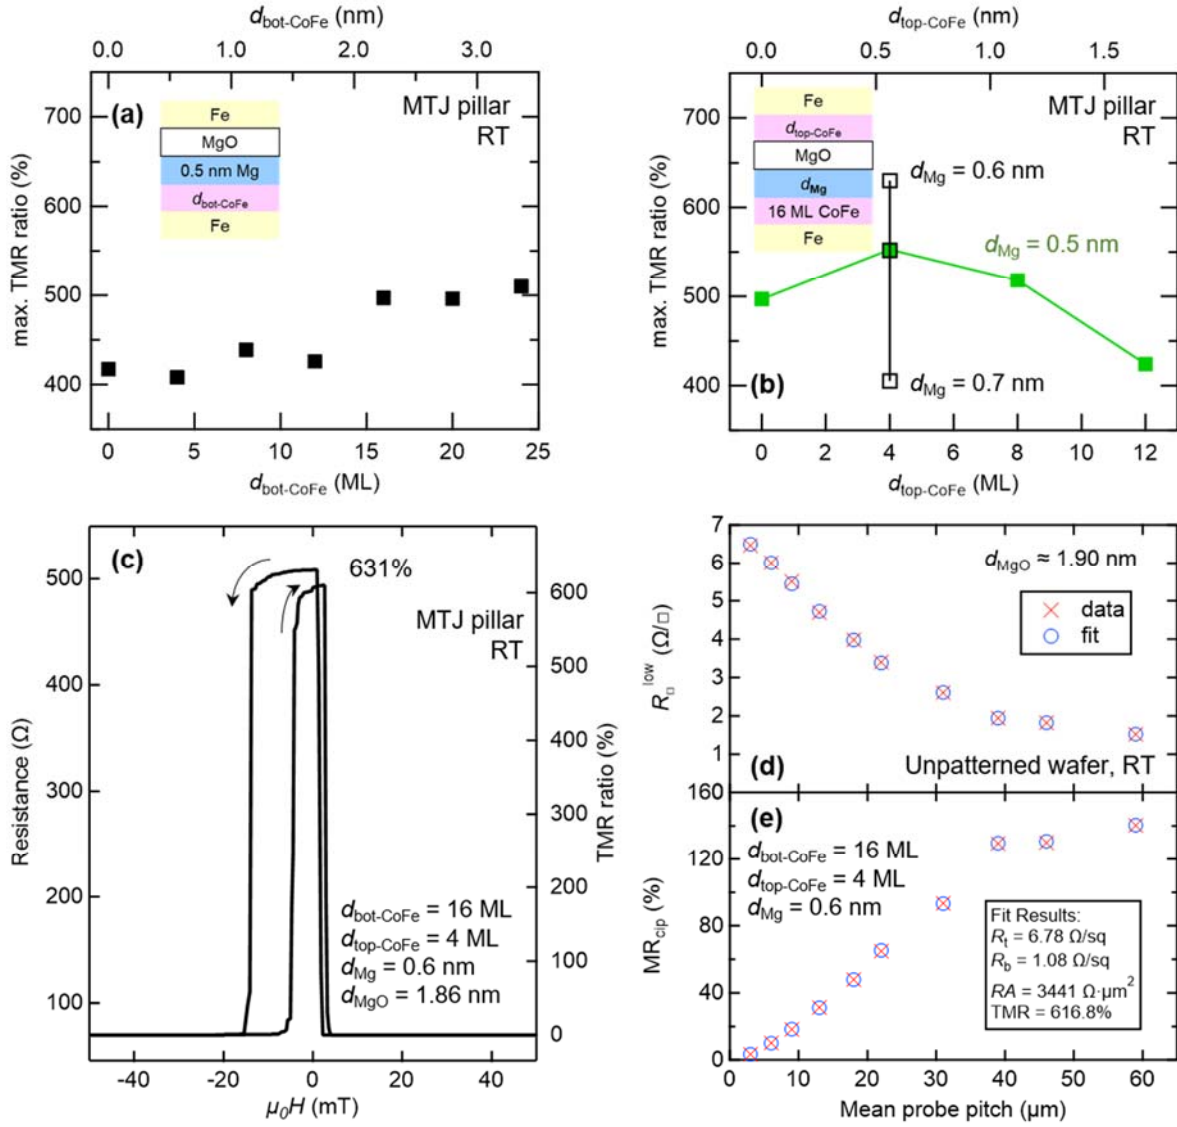 d_bot-CoFe (nm)
0.0 1.0 2.0 3.0
(a)
MTJ pillar
RT
Fe
MgO
0.5 nm Mg
d_bot-CoFe
Fe
max. TMR ratio (%)
700
600
500
400
0 5 10 15 20 25
d_bot-CoFe (ML)
d_top-CoFe (nm)
0.0 0.5 1.0 1.5
MTJ pillar
RT
Fe
d_top-CoFe
MgO
d_Mg
16 ML CoFe
Fe
d_Mg = 0.6 nm
d_Mg = 0.5 nm
d_Mg = 0.7 nm
(b)
max. TMR ratio (%)
700
600
500
400
0 2 4 6 8 10 12
d_top-CoFe (ML)
(c)
631%
MTJ pillar
RT
d_bot-CoFe = 16 ML
d_top-CoFe = 4 ML
d_Mg = 0.6 nm
d_MgO = 1.86 nm
Resistance (Ω)
500
400
300
200
100
TMR ratio (%)
600
500
400
300
200
100
0
-40 -20 0 20 40
μ₀H (mT)
7
6
5
4
3
2
1
R_□^low (Ω/□)
d_MgO ≈ 1.90 nm
data
fit
(d)
Unpatterned wafer, RT
160
120
80
40
0
MR_cip (%)
(e)
d_bot-CoFe = 16 ML
d_top-CoFe = 4 ML
d_Mg = 0.6 nm
Fit Results:
R_t = 6.78 Ω/sq
R_b = 1.08 Ω/sq
RA = 3441 Ω·μm²
TMR = 616.8%
0 10 20 30 40 50 60
Mean probe pitch (μm)